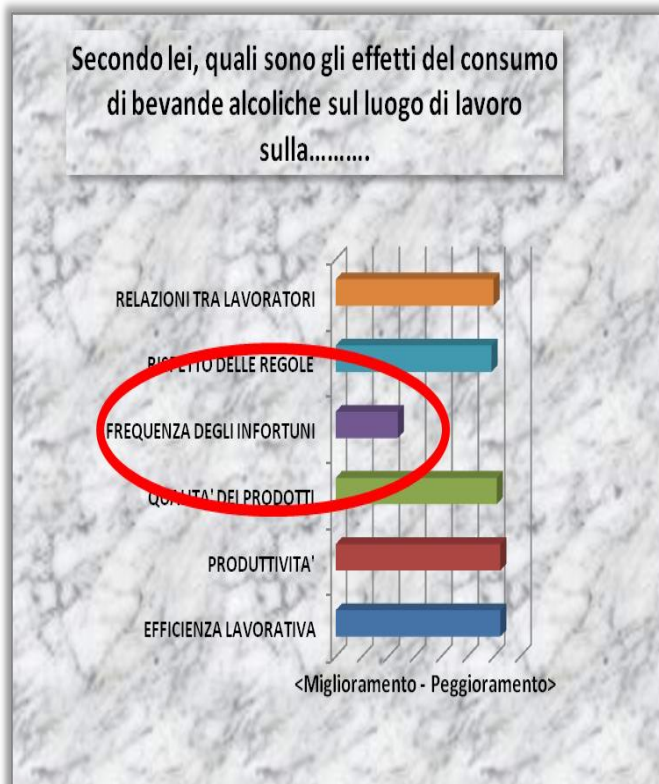 Secondo lei, quali sono gli effetti del consumo
di bevande alcoliche sul luogo di lavoro
sulla……….
RELAZIONI TRA LAVORATORI
RISPETTO DELLE REGOLE
FREQUENZA DEGLI INFORTUNI
QUALITA' DEI PRODOTTI
PRODUTTIVITA'
EFFICIENZA LAVORATIVA
<Miglioramento - Peggioramento>